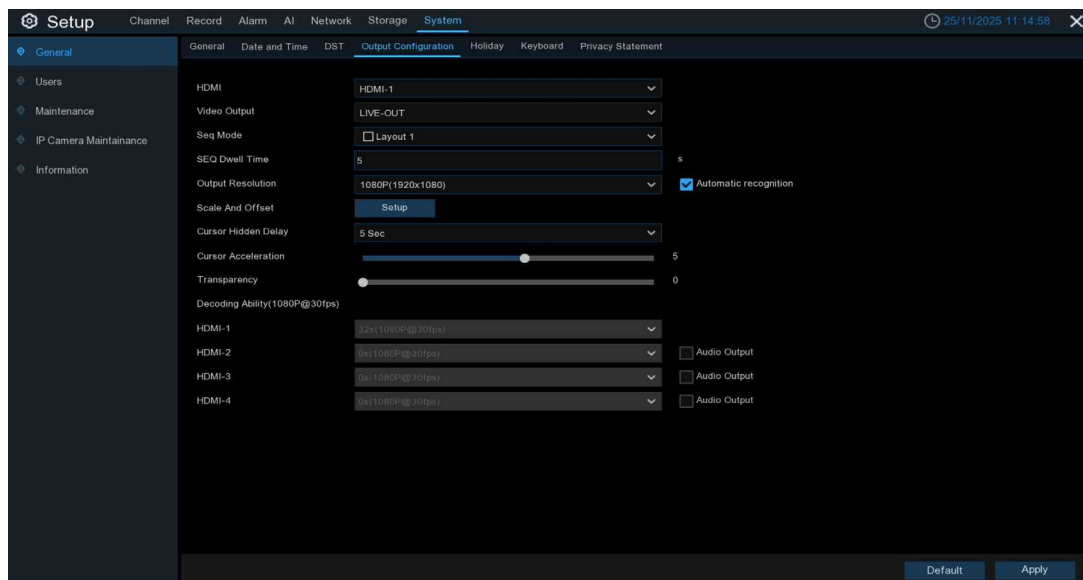 Setup Channel Record Alarm AI Network Storage System 25/11/2025 11:14:58
General
Users
Maintenance
IP Camera Maintainance
Information
General Date and Time DST Output Configuration Holiday Keyboard Privacy Statement
HDMI HDMI-1
Video Output LIVE-OUT
Seq Mode Layout 1
SEQ Dwell Time 5 s
Output Resolution 1080P(1920x1080) Automatic recognition
Scale And Offset Setup
Cursor Hidden Delay 5 Sec
Cursor Acceleration 5
Transparency 0
Decoding Ability(1080P@30fps)
HDMI-1 32x(1080P@30fps)
HDMI-2 0x(1080P@30fps) Audio Output
HDMI-3 0x(1080P@30fps) Audio Output
HDMI-4 0x(1080P@30fps) Audio Output
Default Apply